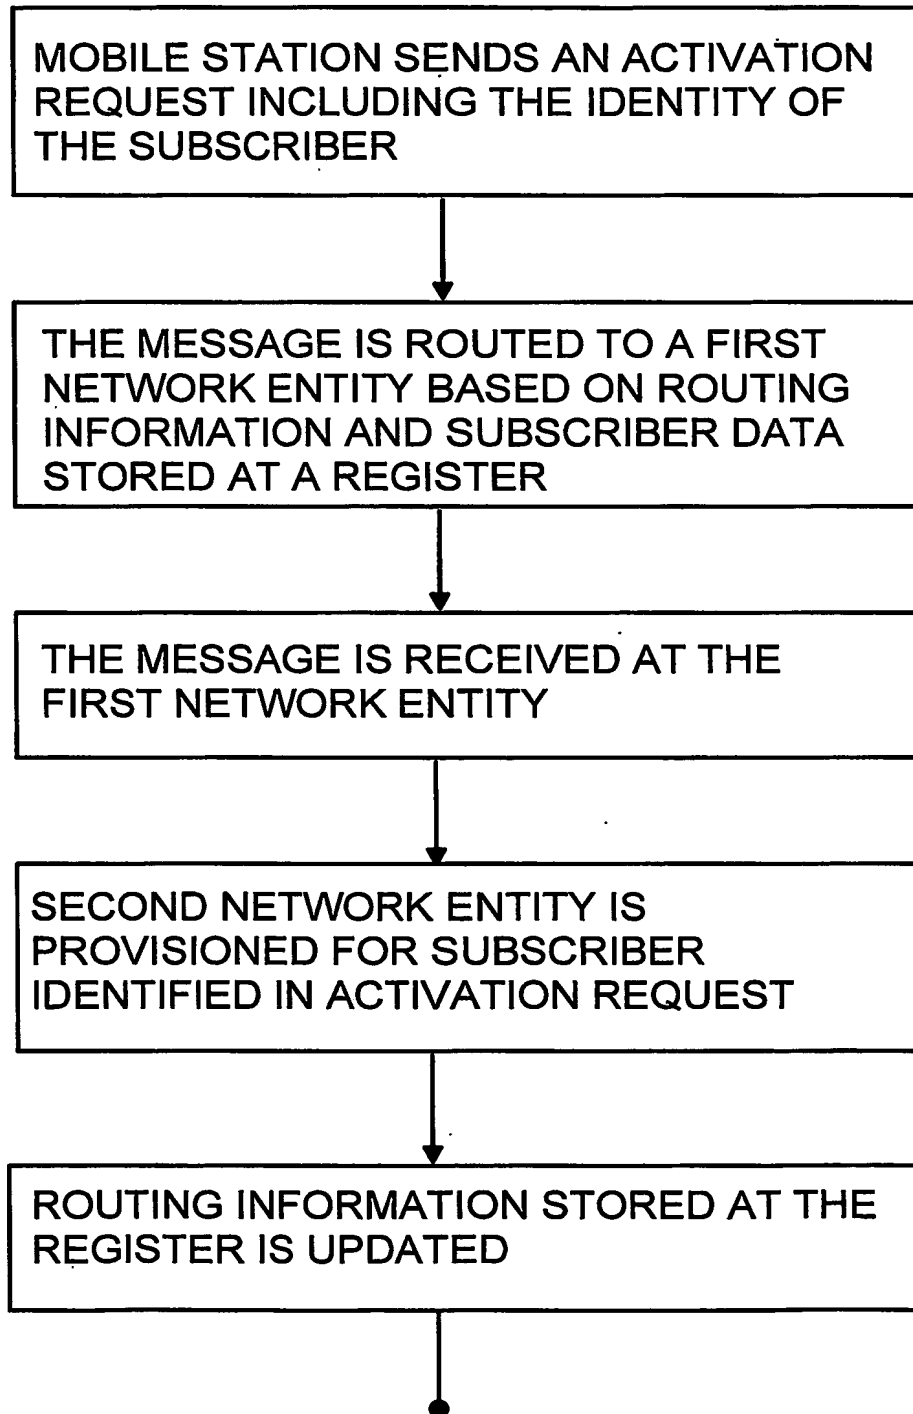 MOBILE STATION SENDS AN ACTIVATION
REQUEST INCLUDING THE IDENTITY OF
THE SUBSCRIBER
THE MESSAGE IS ROUTED TO A FIRST
NETWORK ENTITY BASED ON ROUTING
INFORMATION AND SUBSCRIBER DATA
STORED AT A REGISTER
THE MESSAGE IS RECEIVED AT THE
FIRST NETWORK ENTITY
SECOND NETWORK ENTITY IS
PROVISIONED FOR SUBSCRIBER
IDENTIFIED IN ACTIVATION REQUEST
ROUTING INFORMATION STORED AT THE
REGISTER IS UPDATED